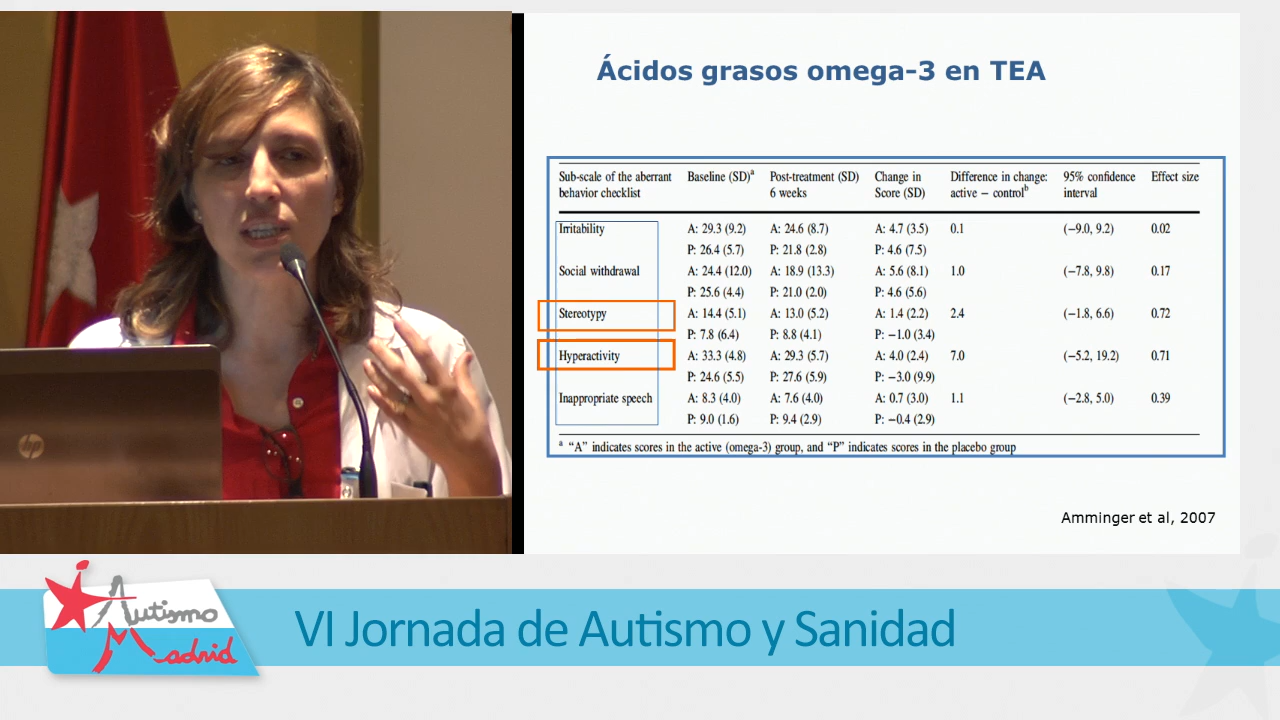 Ácidos grasos omega-3 en TEA
Sub-scale of the aberrant behavior checklist Baseline (SD)a Post-treatment (SD) 6 weeks Change in Score (SD) Difference in change: active − controlb 95% confidence interval Effect size
Irritability A: 29.3 (9.2) A: 24.6 (8.7) A: 4.7 (3.5) 0.1 (−9.0, 9.2) 0.02
P: 26.4 (5.7) P: 21.8 (2.8) P: 4.6 (7.5)
Social withdrawal A: 24.4 (12.0) A: 18.9 (13.3) A: 5.6 (8.1) 1.0 (−7.8, 9.8) 0.17
P: 25.6 (4.4) P: 21.0 (2.0) P: 4.6 (5.6)
Stereotypy A: 14.4 (5.1) A: 13.0 (5.2) A: 1.4 (2.2) 2.4 (−1.8, 6.6) 0.72
P: 7.8 (6.4) P: 8.8 (4.1) P: −1.0 (3.4)
Hyperactivity A: 33.3 (4.8) A: 29.3 (5.7) A: 4.0 (2.4) 7.0 (−5.2, 19.2) 0.71
P: 24.6 (5.5) P: 27.6 (5.9) P: −3.0 (9.9)
Inappropriate speech A: 8.3 (4.0) A: 7.6 (4.0) A: 0.7 (3.0) 1.1 (−2.8, 5.0) 0.39
P: 9.0 (1.6) P: 9.4 (2.9) P: −0.4 (2.9)
a “A” indicates scores in the active (omega-3) group, and “P” indicates scores in the placebo group
Amminger et al, 2007
hp
Autismo
Madrid
VI Jornada de Autismo y Sanidad